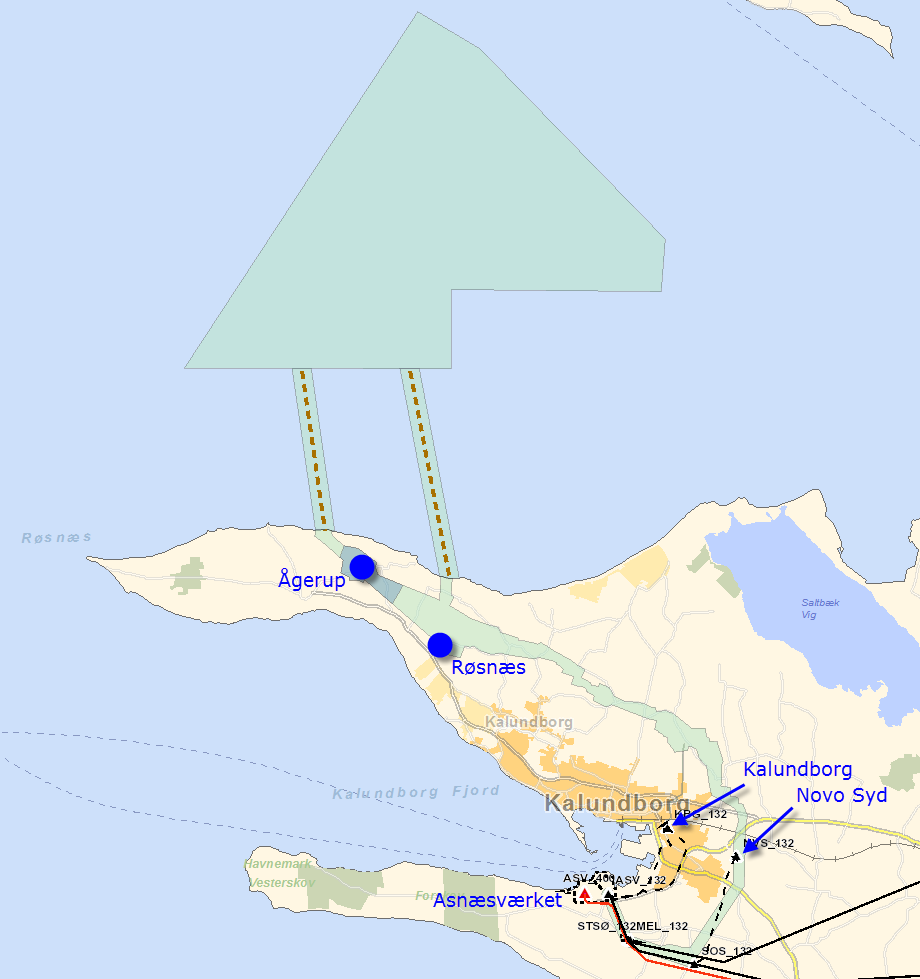 Røsnæs
Ågerup
Saltbæk
Vig
Røsnæs
Kalundborg
Kalundborg
Novo Syd
Kalundborg Fjord
Kalundborg
KBG_132
NVS_132
Havnemark
Vesterskov
ASV_400
ASV_132
Asnæsværket
STSØ_132
MEL_132
SOS_132